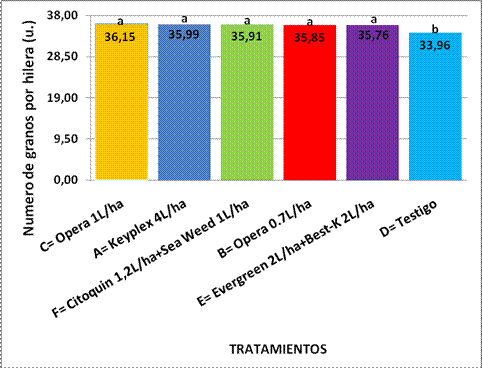 Numero de granos por hilera (u.)
38,00
28,50
19,00
9,50
0,00
a
a
a
a
a
b
36,15
35,99
35,91
35,85
35,76
33,96
C= Opera 1L/ha
A= Keyplex 4L/ha
F= Citoquin 1,2L/ha+Sea Weed 1L/ha
B= Opera 0.7L/ha
E= Evergreen 2L/ha+Best-K 2L/ha
D= Testigo
TRATAMIENTOS